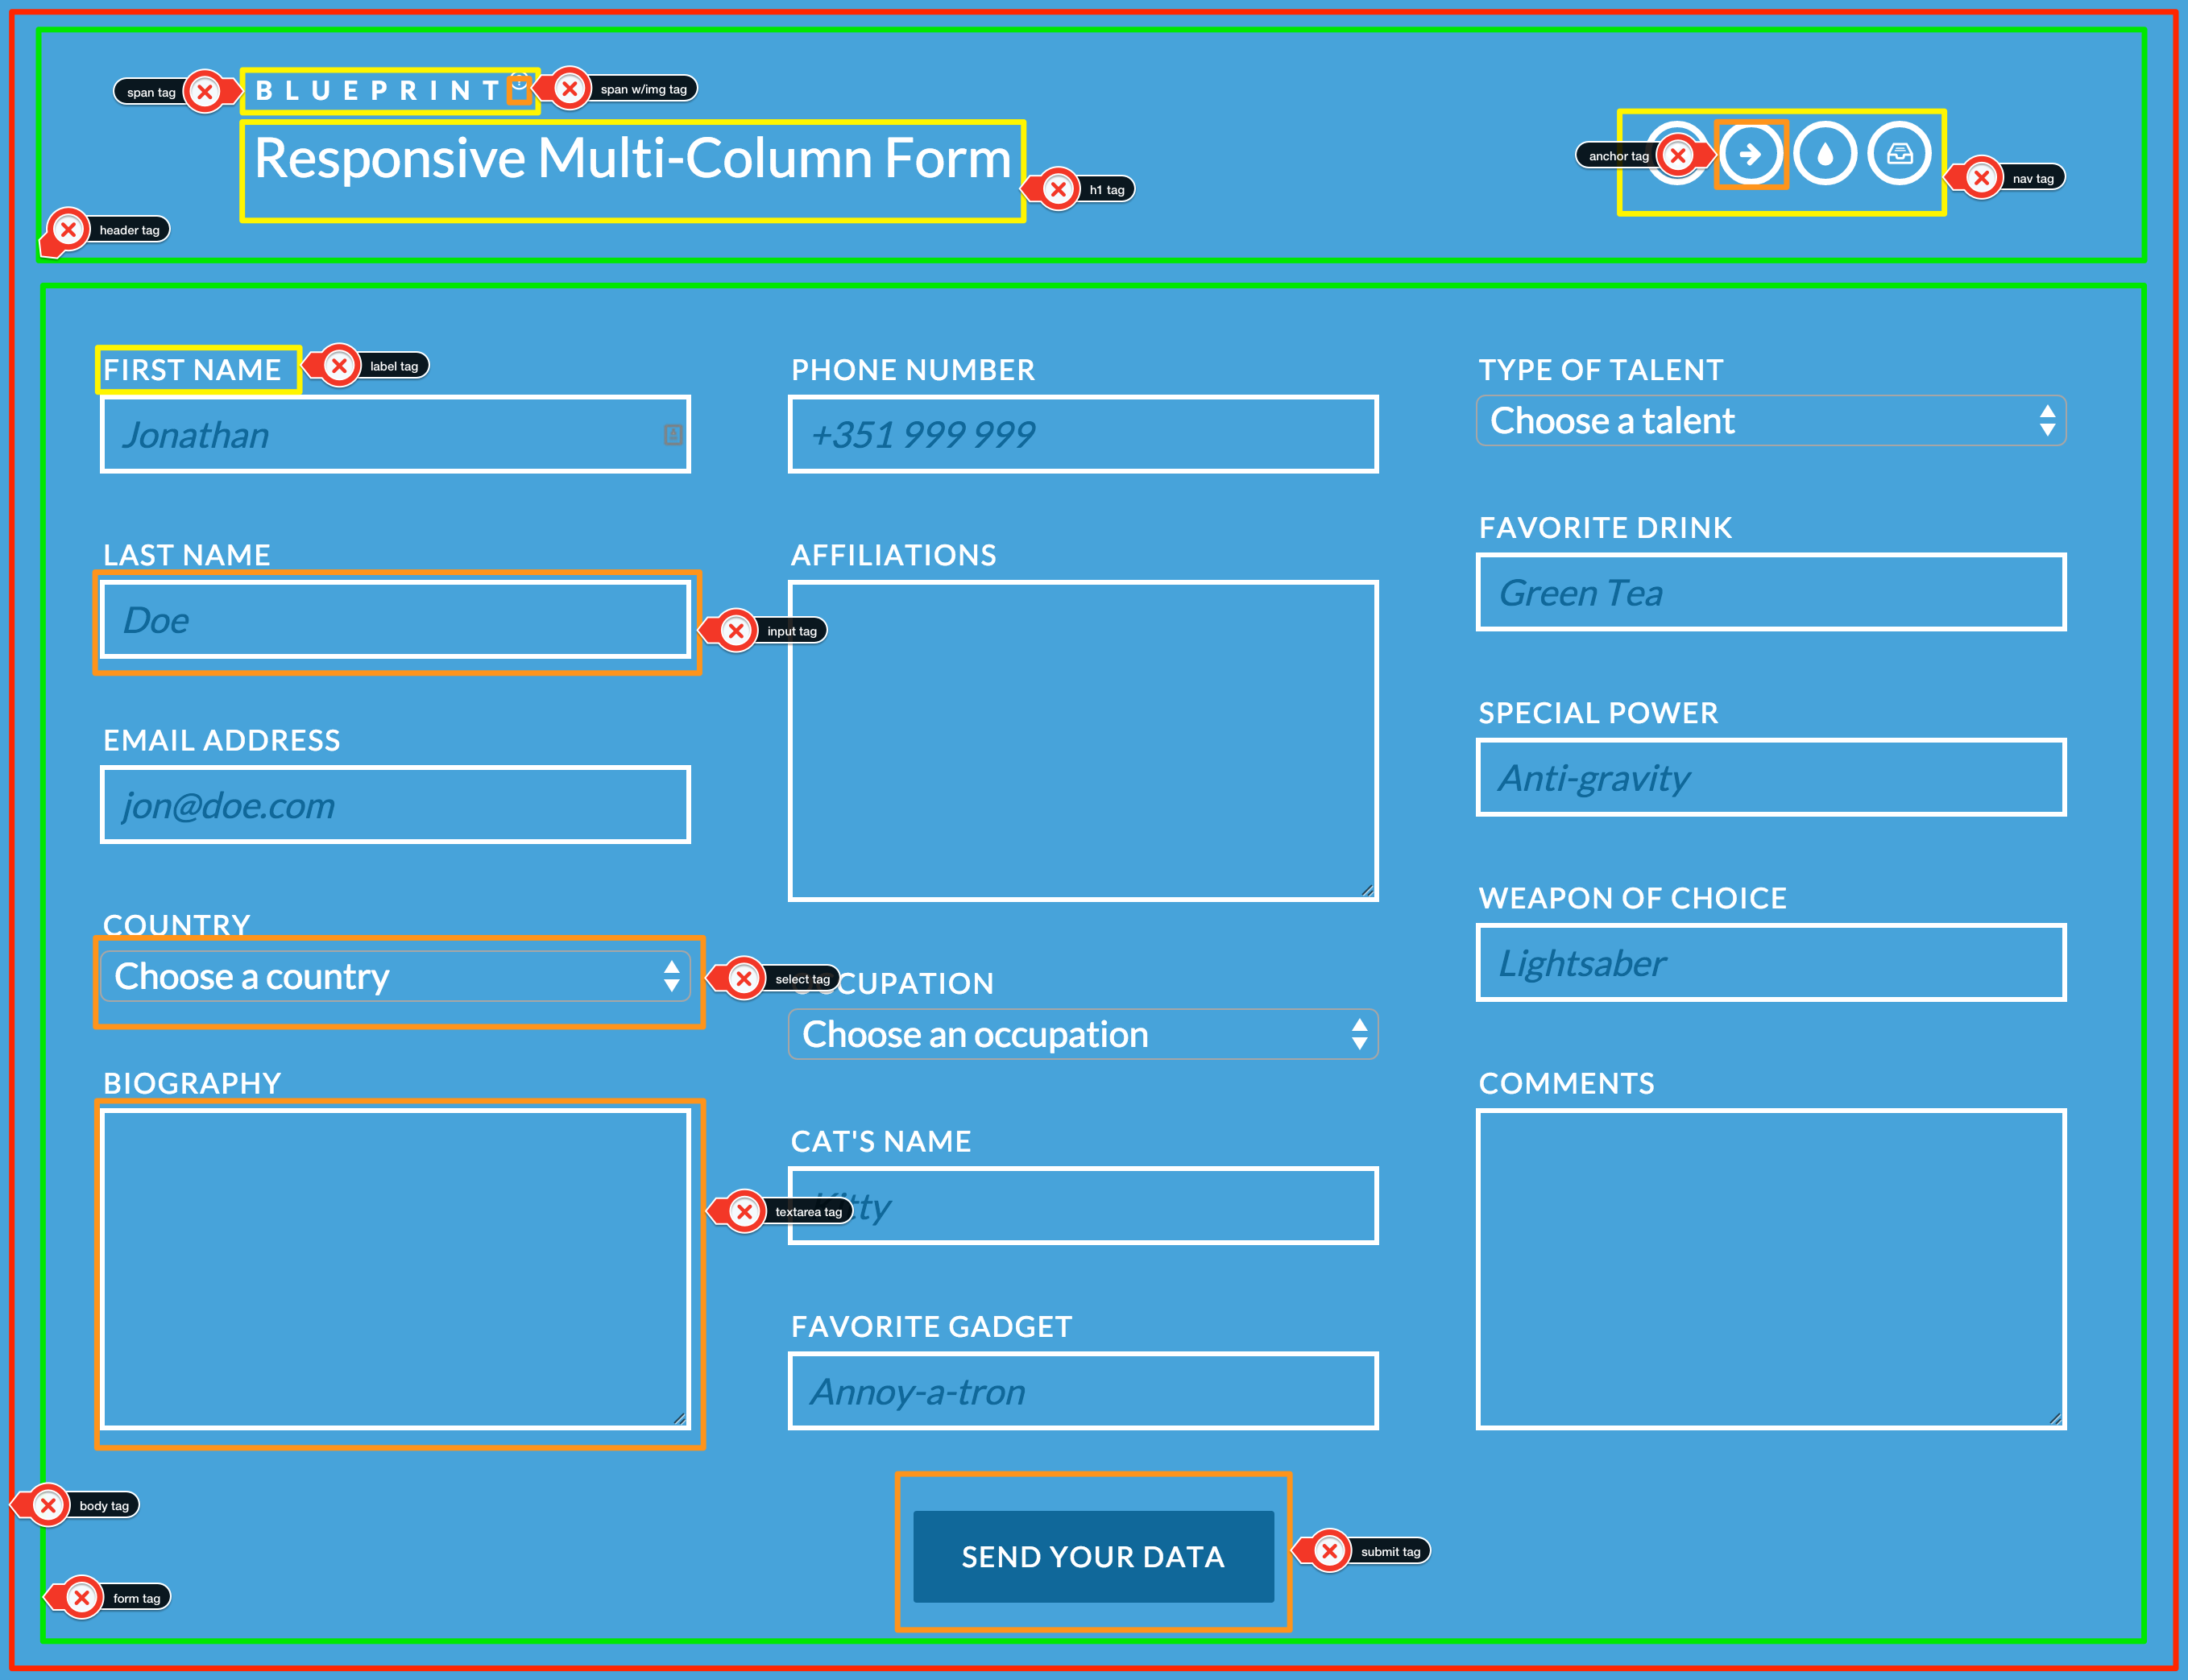 span tag
BLUEPRINT
span w/img tag
Responsive Multi-Column Form
h1 tag
anchor tag
nav tag
header tag
FIRST NAME
label tag
Jonathan
LAST NAME
Doe
input tag
EMAIL ADDRESS
jon@doe.com
COUNTRY
Choose a country
select tag
BIOGRAPHY
textarea tag
PHONE NUMBER
+351 999 999
AFFILIATIONS
Choose an occupation
CAT'S NAME
FAVORITE GADGET
Annoy-a-tron
TYPE OF TALENT
Choose a talent
FAVORITE DRINK
Green Tea
SPECIAL POWER
Anti-gravity
WEAPON OF CHOICE
Lightsaber
COMMENTS
SEND YOUR DATA
submit tag
body tag
form tag